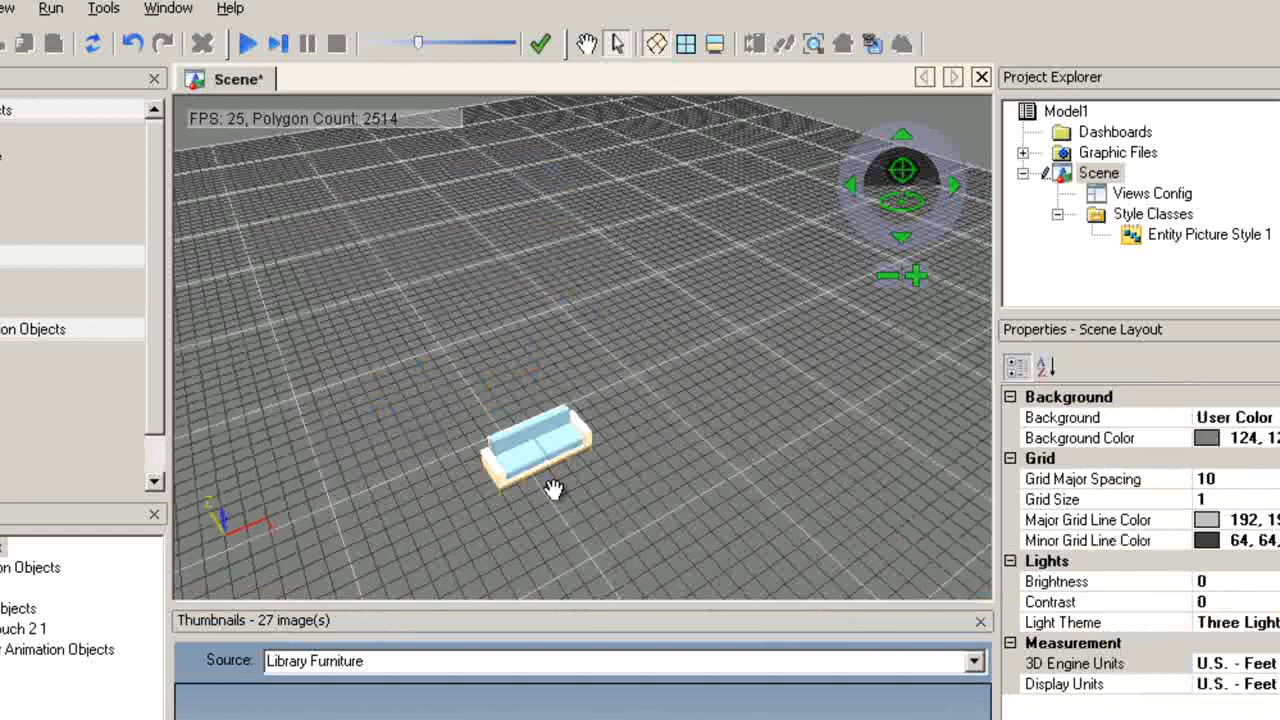 ew Run Tools Window Help
Scene*
FPS: 25, Polygon Count: 2514
cts
on Objects
on Objects
bjects
ouch 2 1
Animation Objects
Thumbnails - 27 image(s)
Source: Library Furniture
Project Explorer
Model1
Dashboards
Graphic Files
Scene
Views Config
Style Classes
Entity Picture Style 1
Properties - Scene Layout
Background
Background User Color
Background Color 124, 12
Grid
Grid Major Spacing 10
Grid Size 1
Major Grid Line Color 192, 19
Minor Grid Line Color 64, 64,
Lights
Brightness 0
Contrast 0
Light Theme Three Light
Measurement
3D Engine Units U.S. - Feet
Display Units U.S. - Feet